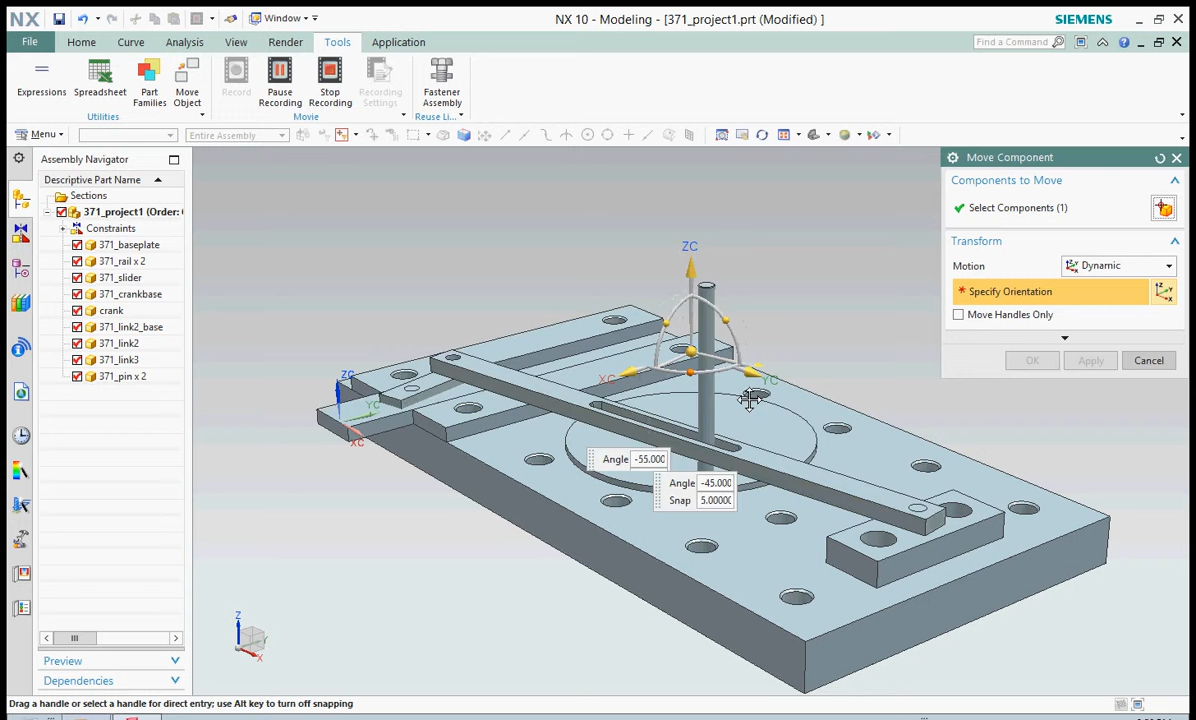 NX
Window
NX 10 - Modeling - [371_project1.prt (Modified) ]
SIEMENS
File
Home
Curve
Analysis
View
Render
Tools
Application
Find a Command
Expressions
Spreadsheet
Part Families
Move Object
Record
Pause Recording
Stop Recording
Recording Settings
Fastener Assembly
Utilities
Movie
Reuse Li...
Menu
Entire Assembly
Assembly Navigator
Descriptive Part Name
Sections
371_project1 (Order:
Constraints
371_baseplate
371_rail x 2
371_slider
371_crankbase
crank
371_link2_base
371_link2
371_link3
371_pin x 2
Preview
Dependencies
ZC
XC
YC
ZC
YC
XC
Angle -55.000
Angle -45.000
Snap 5.0000
Z
X
Move Component
Components to Move
Select Components (1)
Transform
Motion Dynamic
* Specify Orientation
Move Handles Only
OK
Apply
Cancel
Drag a handle or select a handle for direct entry; use Alt key to turn off snapping